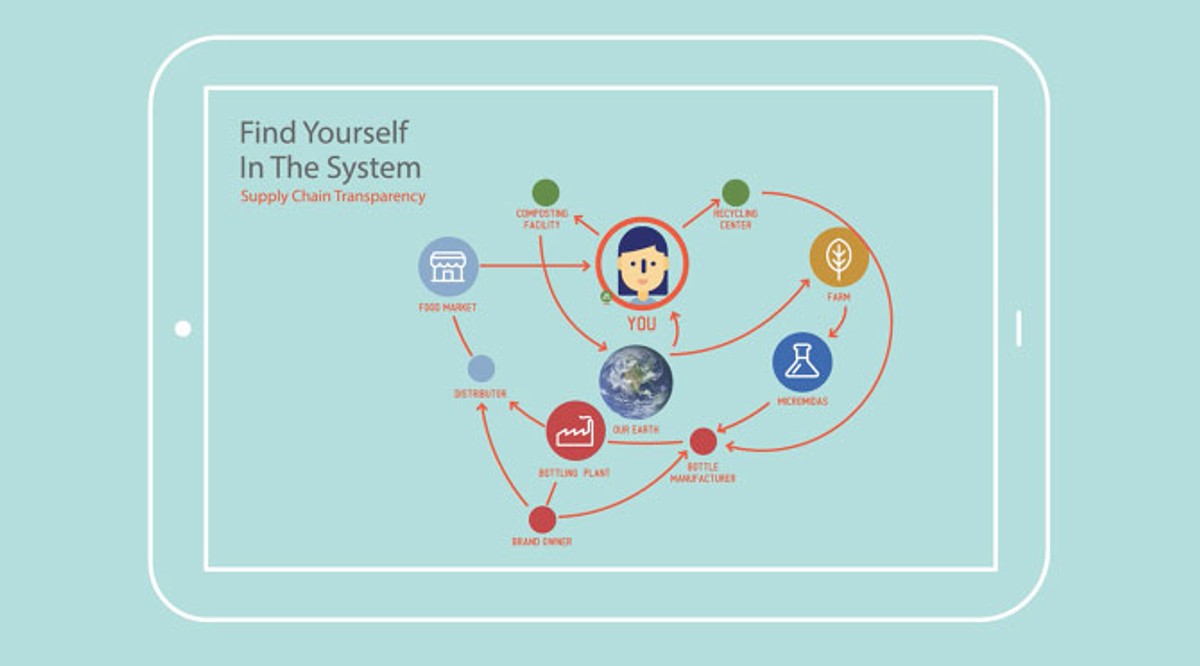 Find Yourself
In The System
Supply Chain Transparency
COMPOSTING
FACILITY
RECYCLING
CENTER
FOOD MARKET
YOU
FARM
DISTRIBUTOR
OUR EARTH
MICROMIDAS
BOTTLING PLANT
BOTTLE
MANUFACTURER
BRAND OWNER